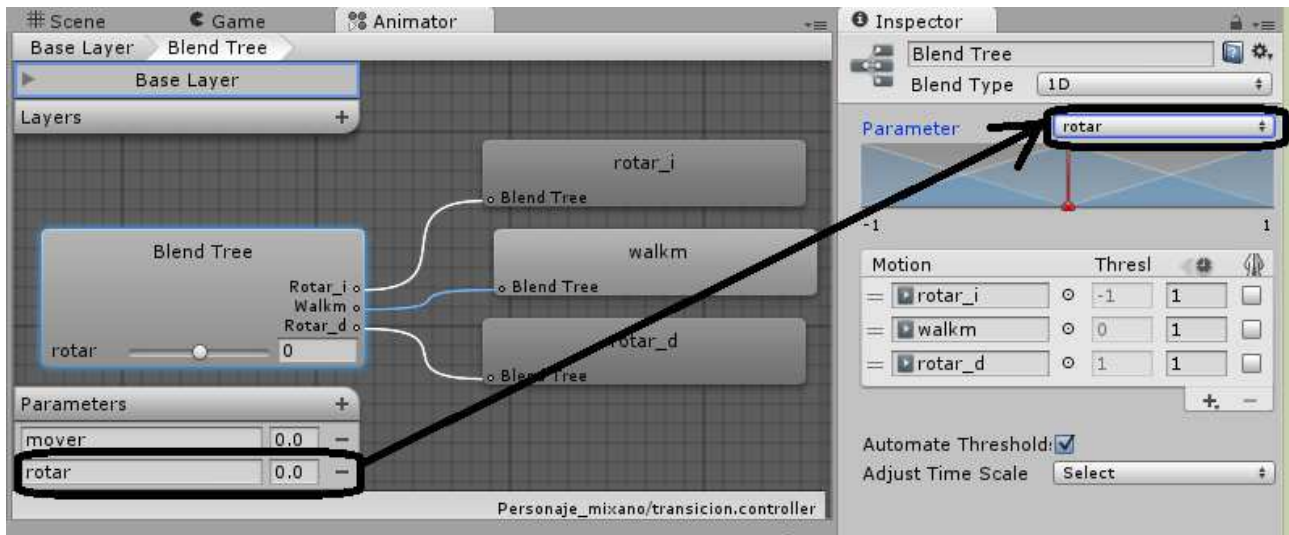 Scene Game Animator
Base Layer Blend Tree
Base Layer
Layers +
rotar_i
Blend Tree
Blend Tree
Rotar_i
Walkm
Rotar_d
rotar 0
walkm
Blend Tree
rotar_d
Blend Tree
Parameters +
mover 0.0 -
rotar 0.0 -
Personaje_mixano/transicion.controller
Inspector
Blend Tree
Blend Type 1D
Parameter rotar
-1 1
Motion Thresl
rotar_i -1 1
walkm 0 1
rotar_d 1 1
+ -
Automate Threshold:
Adjust Time Scale Select